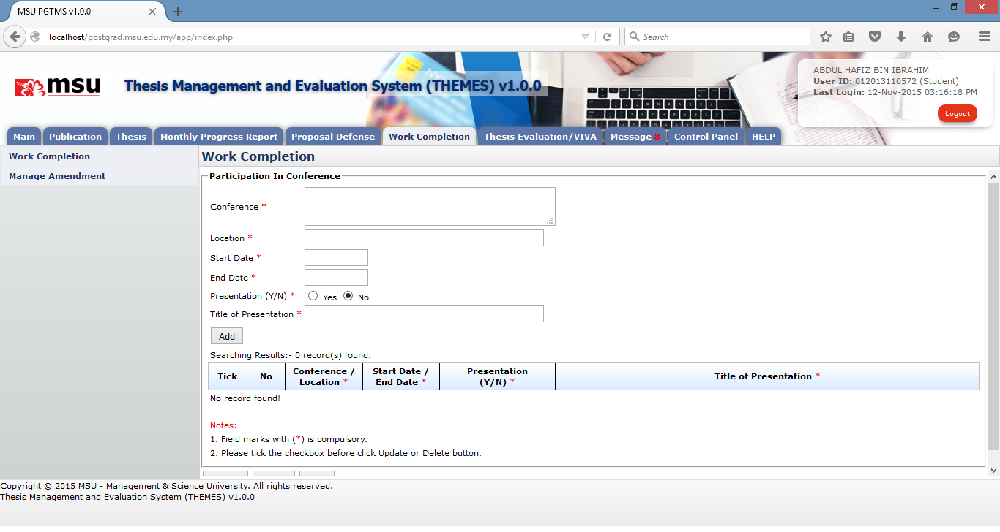 MSU PGTMS v1.0.0
localhost/postgrad.msu.edu.my/app/index.php
Search
msu
Thesis Management and Evaluation System (THEMES) v1.0.0
ABDUL HAFIZ BIN IBRAHIM
User ID: 012013110572 (Student)
Last Login: 12-Nov-2015 03:16:18 PM
Logout
Main Publication Thesis Monthly Progress Report Proposal Defense Work Completion Thesis Evaluation/VIVA Message 8 Control Panel HELP
Work Completion
Manage Amendment
Work Completion
Participation In Conference
Conference *
Location *
Start Date *
End Date *
Presentation (Y/N) * Yes No
Title of Presentation *
Add
Searching Results:- 0 record(s) found.
Tick No Conference / Location * Start Date / End Date * Presentation (Y/N) * Title of Presentation *
No record found!
Notes:
1. Field marks with (*) is compulsory.
2. Please tick the checkbox before click Update or Delete button.
Copyright © 2015 MSU - Management & Science University. All rights reserved.
Thesis Management and Evaluation System (THEMES) v1.0.0